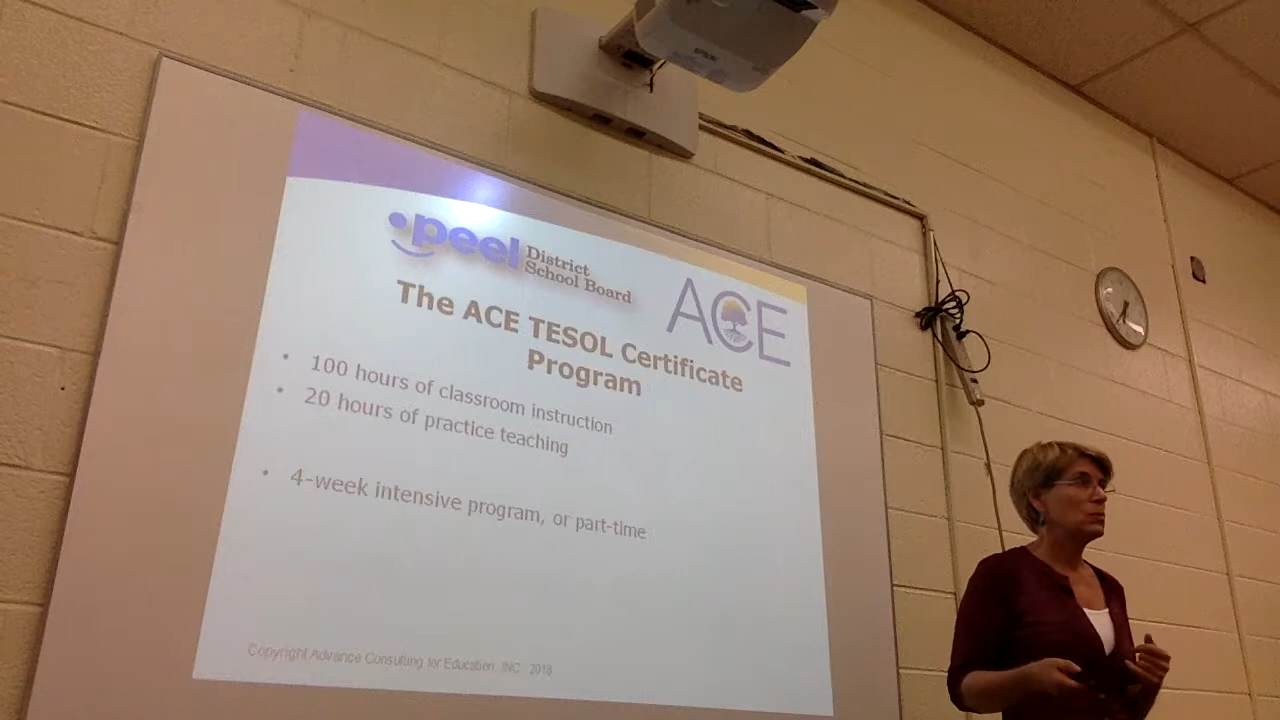 EPSON
peel District
School Board
ACE
The ACE TESOL Certificate
Program
• 100 hours of classroom instruction
• 20 hours of practice teaching
• 4-week intensive program, or part-time
Copyright Advance Consulting for Education, INC 2018